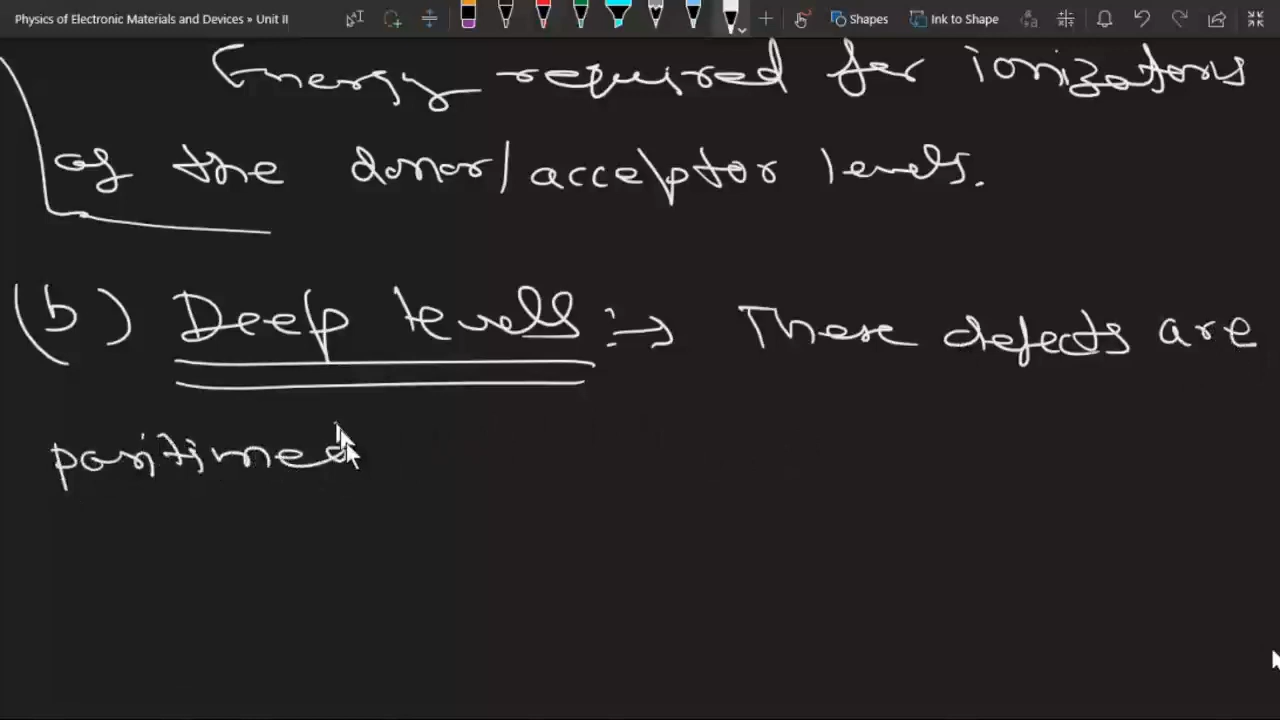 Physics of Electronic Materials and Devices » Unit II
Shapes
Ink to Shape
Energy required for ionizations
of the donor/acceptor levels.
(b) Deep levels :→ These defects are
positioned